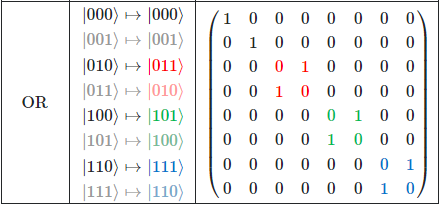 OR
|000⟩ ↦ |000⟩
|001⟩ ↦ |001⟩
|010⟩ ↦ |011⟩
|011⟩ ↦ |010⟩
|100⟩ ↦ |101⟩
|101⟩ ↦ |100⟩
|110⟩ ↦ |111⟩
|111⟩ ↦ |110⟩
1 0 0 0 0 0 0 0
0 1 0 0 0 0 0 0
0 0 0 1 0 0 0 0
0 0 1 0 0 0 0 0
0 0 0 0 0 1 0 0
0 0 0 0 1 0 0 0
0 0 0 0 0 0 0 1
0 0 0 0 0 0 1 0